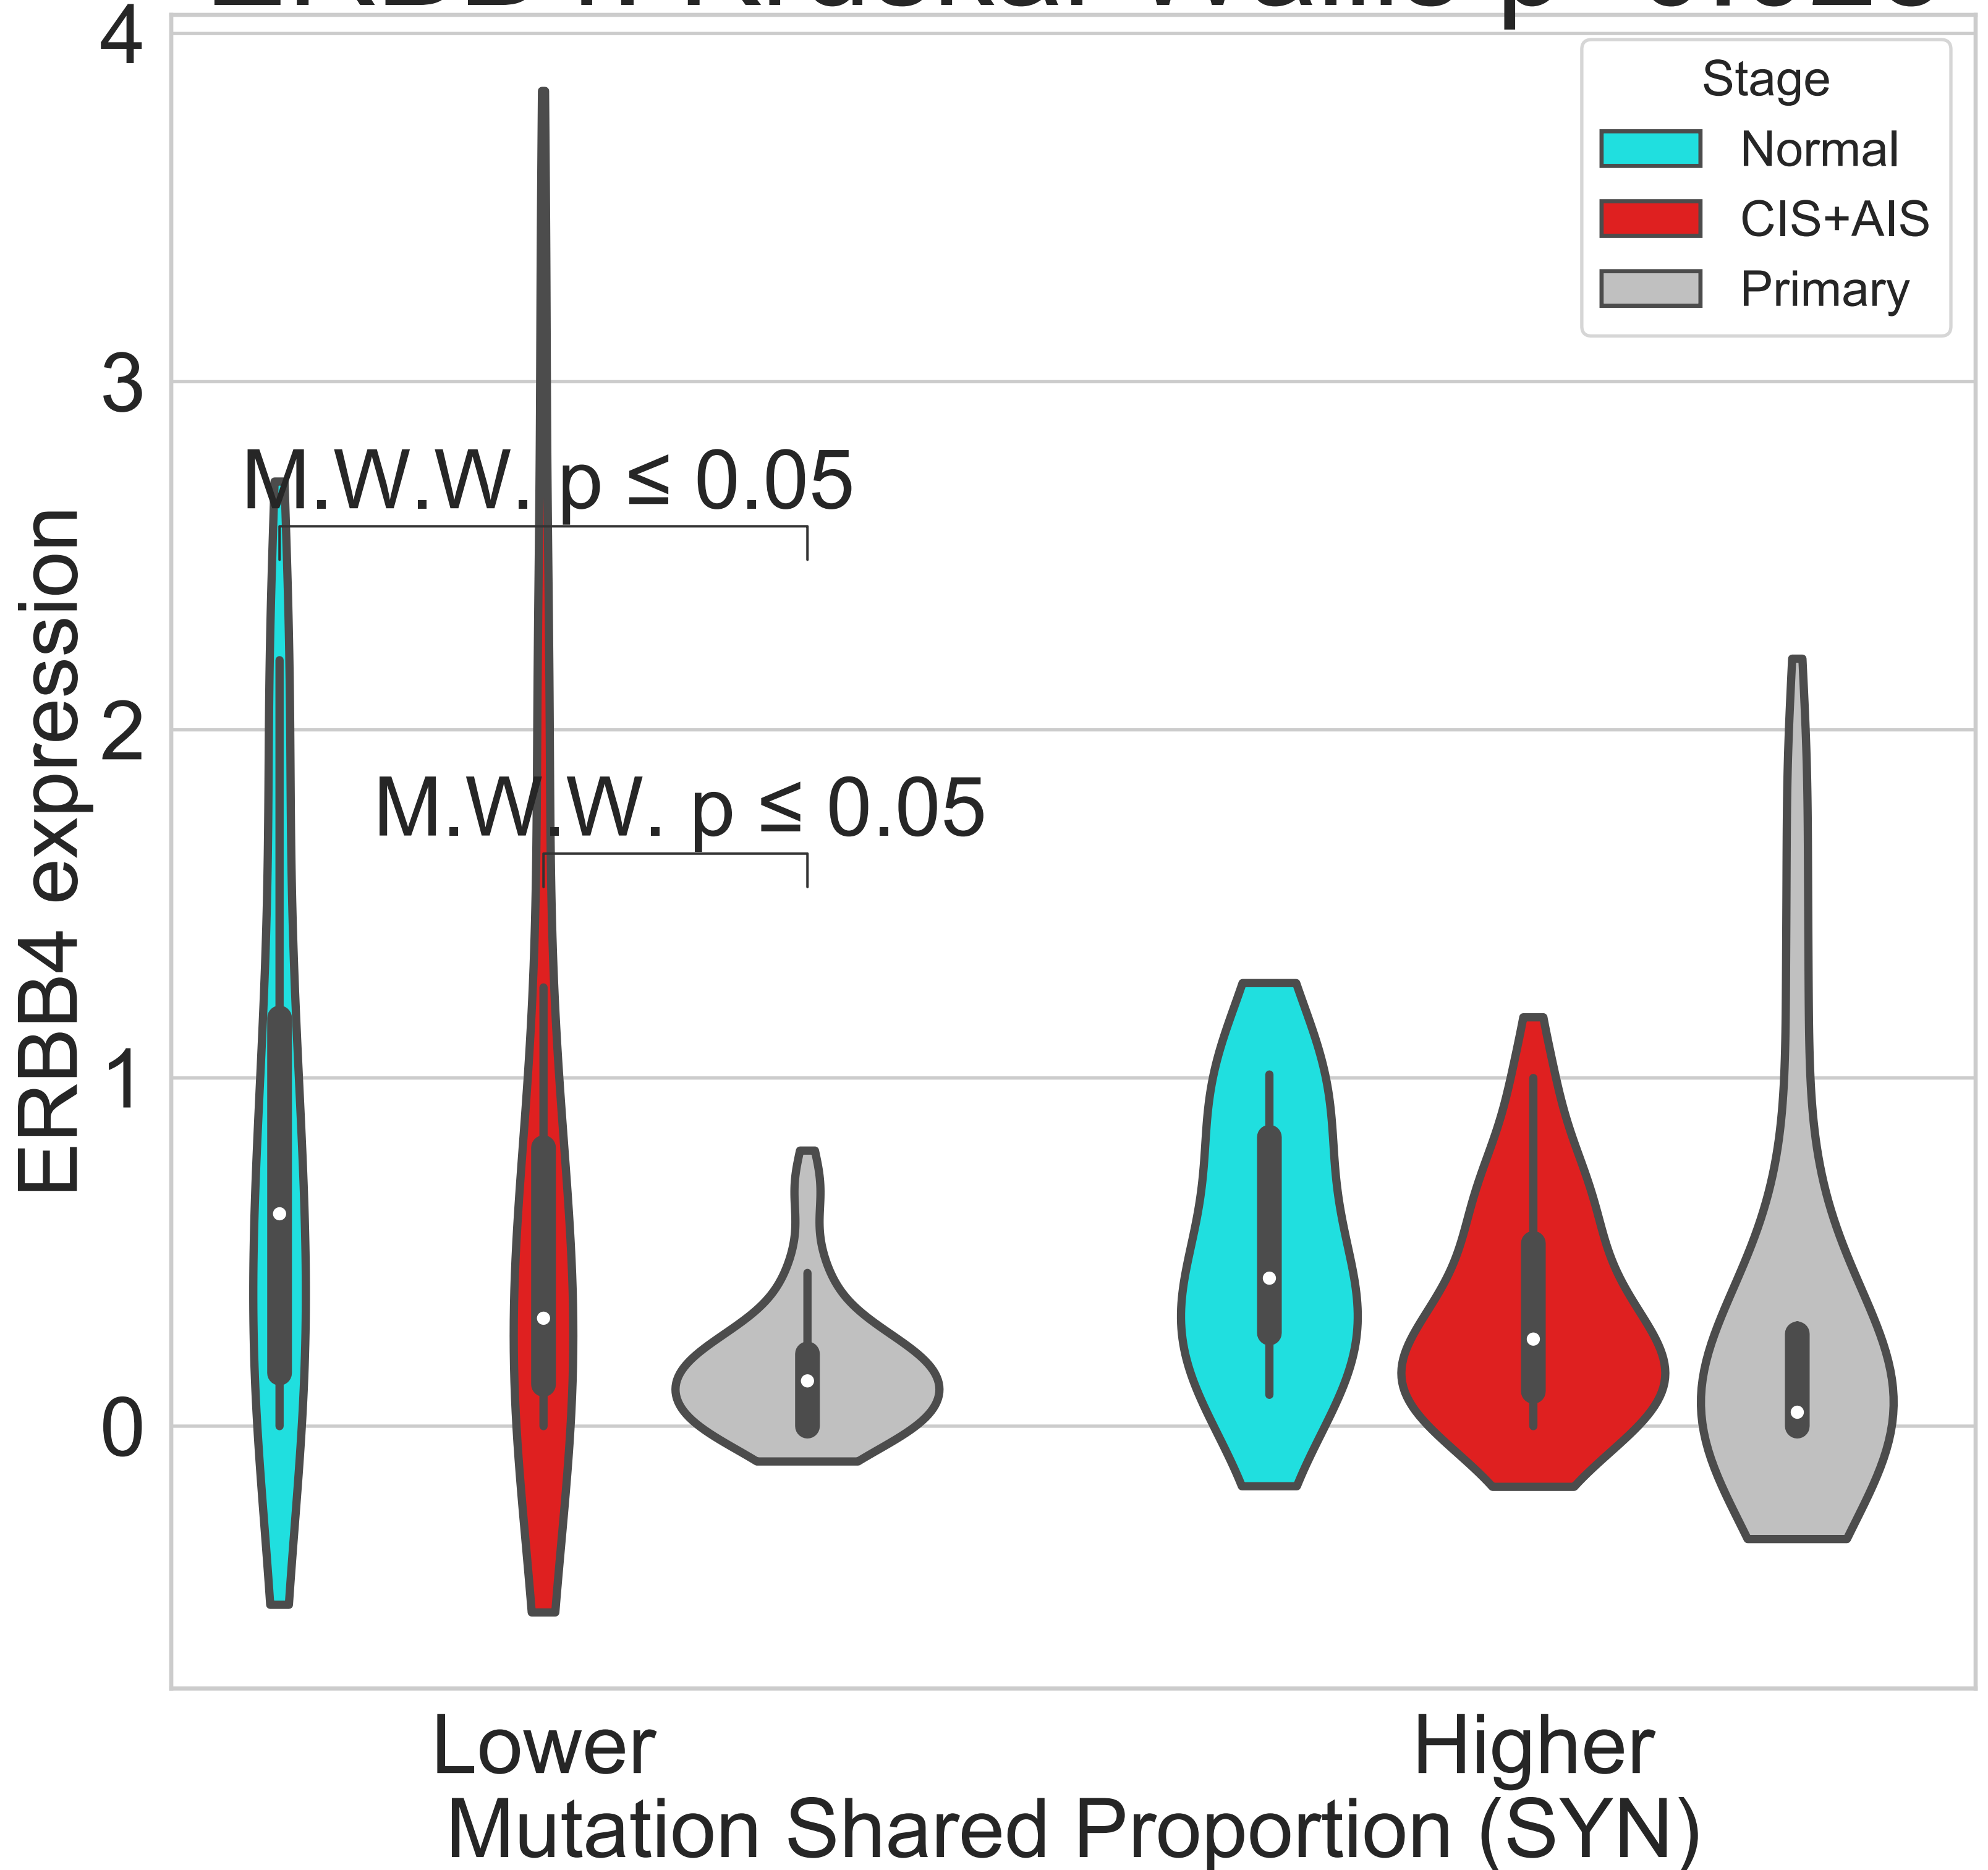 4
Stage
Normal
CIS+AIS
Primary
3
M.W.W. p ≤ 0.05
2
M.W.W. p ≤ 0.05
1
0
ERBB4 expression
Lower
Higher
Mutation Shared Proportion (SYN)